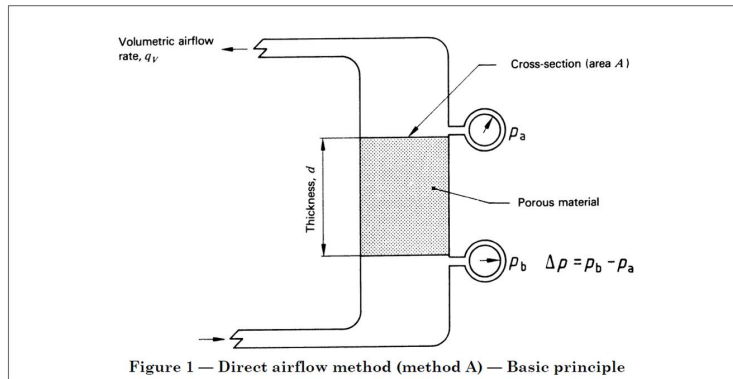 Volumetric airflow
rate, qV
Cross-section (area A)
pa
Thickness, d
Porous material
pb Δp = pb − pa
Figure 1 — Direct airflow method (method A) — Basic principle